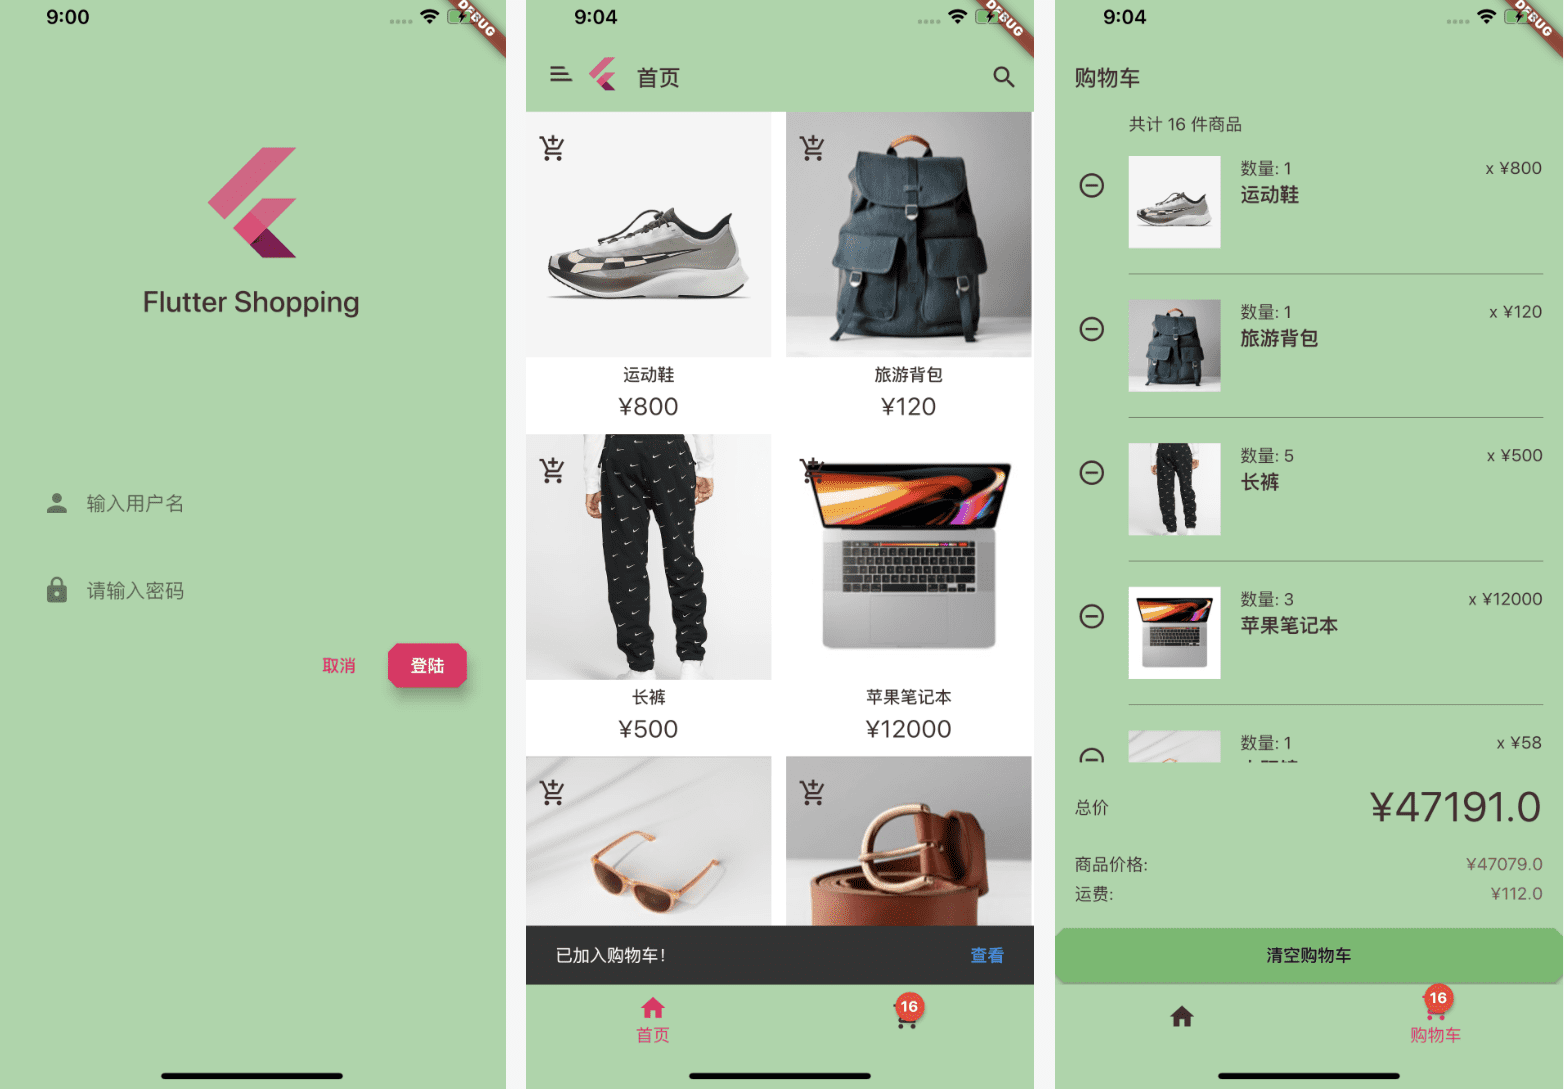 9:00
DEBUG
Flutter Shopping
输入用户名
请输入密码
取消
登陆
9:04
DEBUG
首页
运动鞋
¥800
旅游背包
¥120
长裤
¥500
苹果笔记本
¥12000
已加入购物车!
查看
16
首页
9:04
DEBUG
购物车
共计 16 件商品
数量: 1
x ¥800
运动鞋
数量: 1
x ¥120
旅游背包
数量: 5
x ¥500
长裤
数量: 3
x ¥12000
苹果笔记本
数量: 1
x ¥58
总价
¥47191.0
商品价格:
¥47079.0
运费:
¥112.0
清空购物车
16
购物车